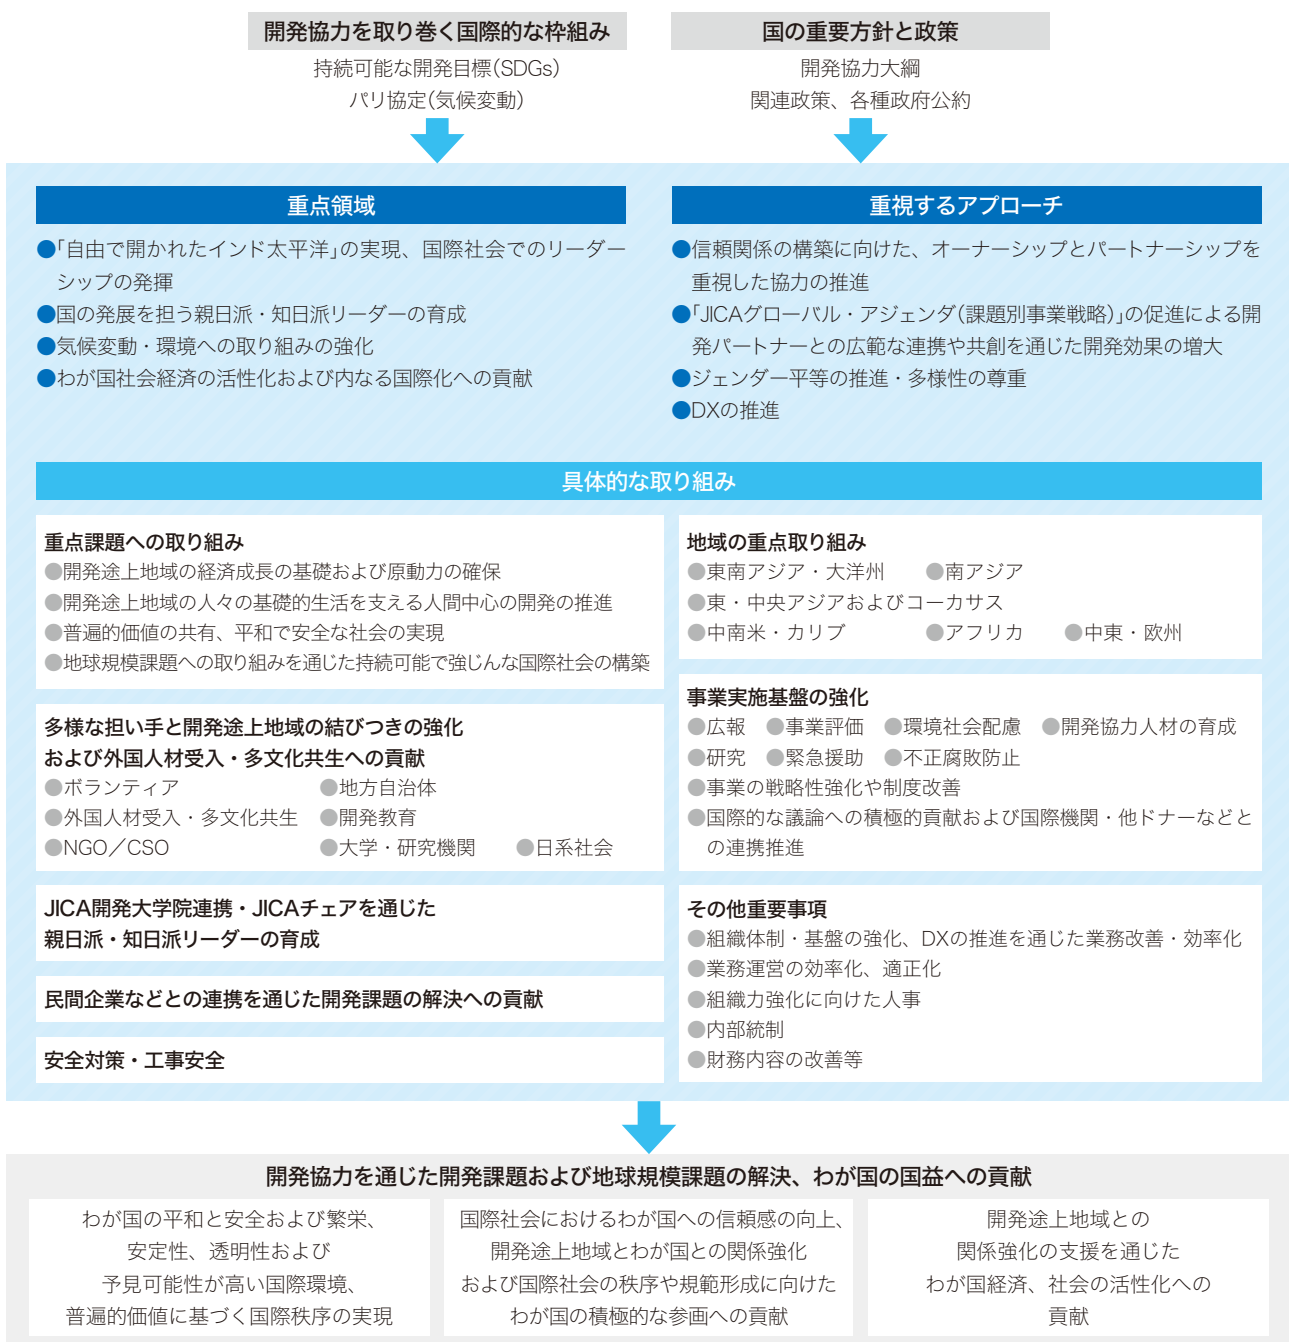 開発協力を取り巻く国際的な枠組み
持続可能な開発目標(SDGs)
パリ協定(気候変動)
国の重要方針と政策
開発協力大綱
関連政策、各種政府公約
重点領域
●「自由で開かれたインド太平洋」の実現、国際社会でのリーダー
シップの発揮
●国の発展を担う親日派・知日派リーダーの育成
●気候変動・環境への取り組みの強化
●わが国社会経済の活性化および内なる国際化への貢献
重視するアプローチ
●信頼関係の構築に向けた、オーナーシップとパートナーシップを
重視した協力の推進
●「JICAグローバル・アジェンダ(課題別事業戦略)」の促進による開
発パートナーとの広範な連携や共創を通じた開発効果の増大
●ジェンダー平等の推進・多様性の尊重
●DXの推進
具体的な取り組み
重点課題への取り組み
●開発途上地域の経済成長の基礎および原動力の確保
●開発途上地域の人々の基礎的生活を支える人間中心の開発の推進
●普遍的価値の共有、平和で安全な社会の実現
●地球規模課題への取り組みを通じた持続可能で強じんな国際社会の構築
多様な担い手と開発途上地域の結びつきの強化
および外国人材受入・多文化共生への貢献
●ボランティア ●地方自治体
●外国人材受入・多文化共生 ●開発教育
●NGO/CSO ●大学・研究機関 ●日系社会
JICA開発大学院連携・JICAチェアを通じた
親日派・知日派リーダーの育成
民間企業などとの連携を通じた開発課題の解決への貢献
安全対策・工事安全
地域の重点取り組み
●東南アジア・大洋州 ●南アジア
●東・中央アジアおよびコーカサス
●中南米・カリブ ●アフリカ ●中東・欧州
事業実施基盤の強化
●広報 ●事業評価 ●環境社会配慮 ●開発協力人材の育成
●研究 ●緊急援助 ●不正腐敗防止
●事業の戦略性強化や制度改善
●国際的な議論への積極的貢献および国際機関・他ドナーなどと
の連携推進
その他重要事項
●組織体制・基盤の強化、DXの推進を通じた業務改善・効率化
●業務運営の効率化、適正化
●組織力強化に向けた人事
●内部統制
●財務内容の改善等
開発協力を通じた開発課題および地球規模課題の解決、わが国の国益への貢献
わが国の平和と安全および繁栄、
安定性、透明性および
予見可能性が高い国際環境、
普遍的価値に基づく国際秩序の実現
国際社会におけるわが国への信頼感の向上、
開発途上地域とわが国との関係強化
および国際社会の秩序や規範形成に向けた
わが国の積極的な参画への貢献
開発途上地域との
関係強化の支援を通じた
わが国経済、社会の活性化への
貢献